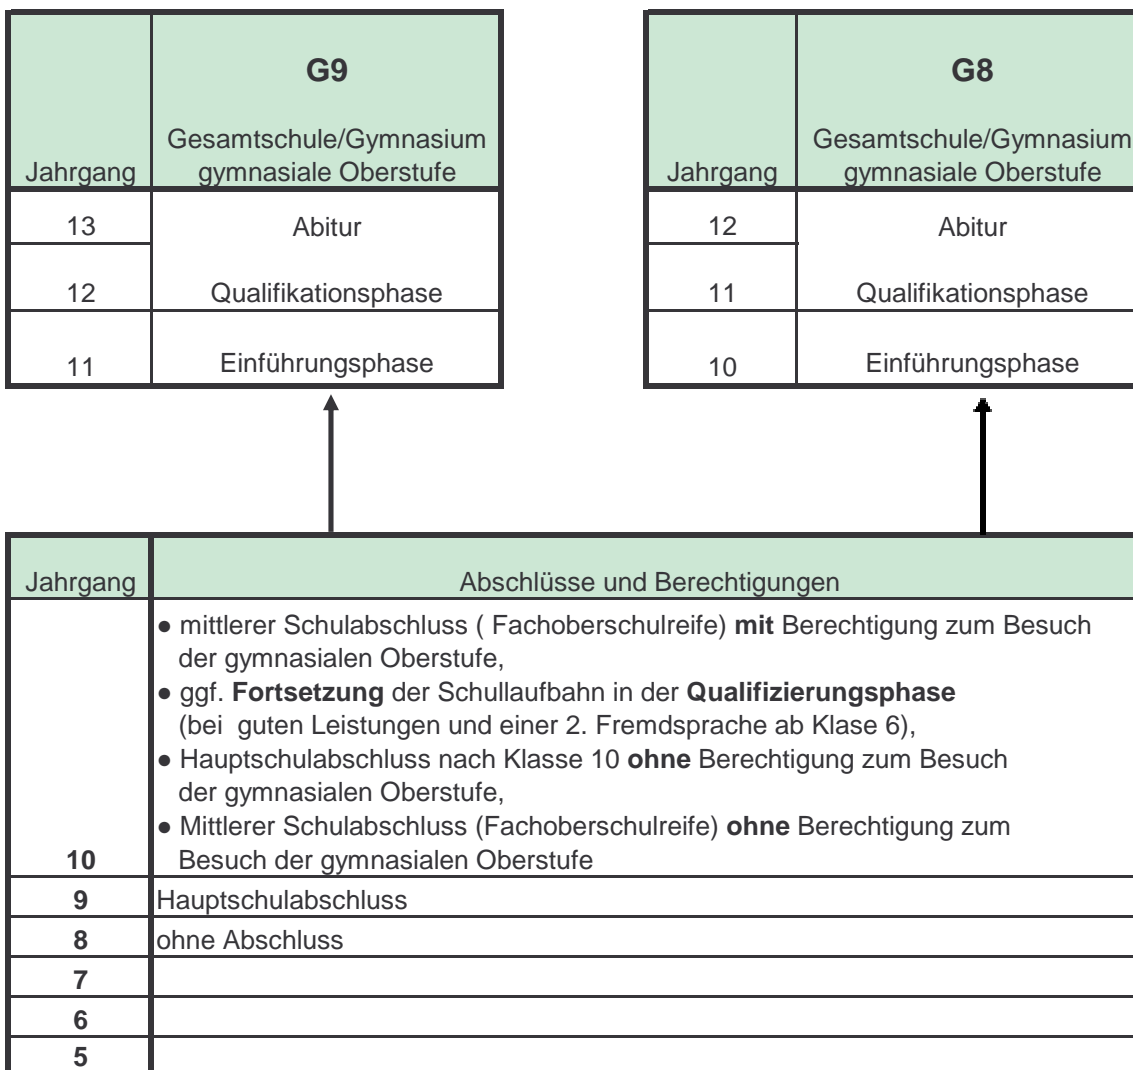 G9
Gesamtschule/Gymnasium
Jahrgang gymnasiale Oberstufe
13 Abitur
12 Qualifikationsphase
11 Einführungsphase
G8
Gesamtschule/Gymnasium
Jahrgang gymnasiale Oberstufe
12 Abitur
11 Qualifikationsphase
10 Einführungsphase
Jahrgang Abschlüsse und Berechtigungen
● mittlerer Schulabschluss ( Fachoberschulreife) mit Berechtigung zum Besuch
der gymnasialen Oberstufe,
● ggf. Fortsetzung der Schullaufbahn in der Qualifizierungsphase
(bei guten Leistungen und einer 2. Fremdsprache ab Klase 6),
● Hauptschulabschluss nach Klasse 10 ohne Berechtigung zum Besuch
der gymnasialen Oberstufe,
● Mittlerer Schulabschluss (Fachoberschulreife) ohne Berechtigung zum
10 Besuch der gymnasialen Oberstufe
9 Hauptschulabschluss
8 ohne Abschluss
7
6
5